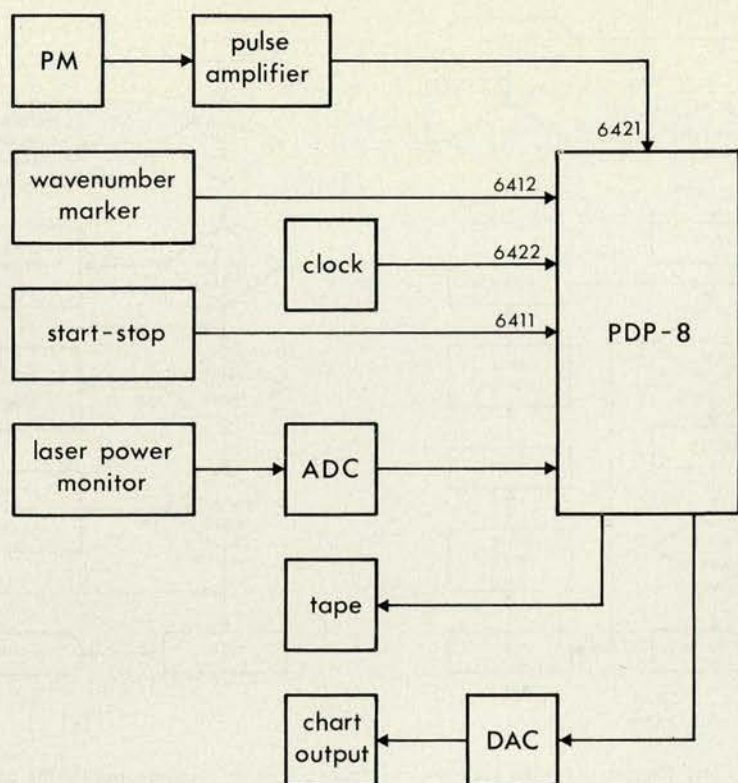 PM
pulse
amplifier
6421
wavenumber
marker
6412
clock
6422
start-stop
6411
PDP-8
laser power
monitor
ADC
tape
chart
output
DAC